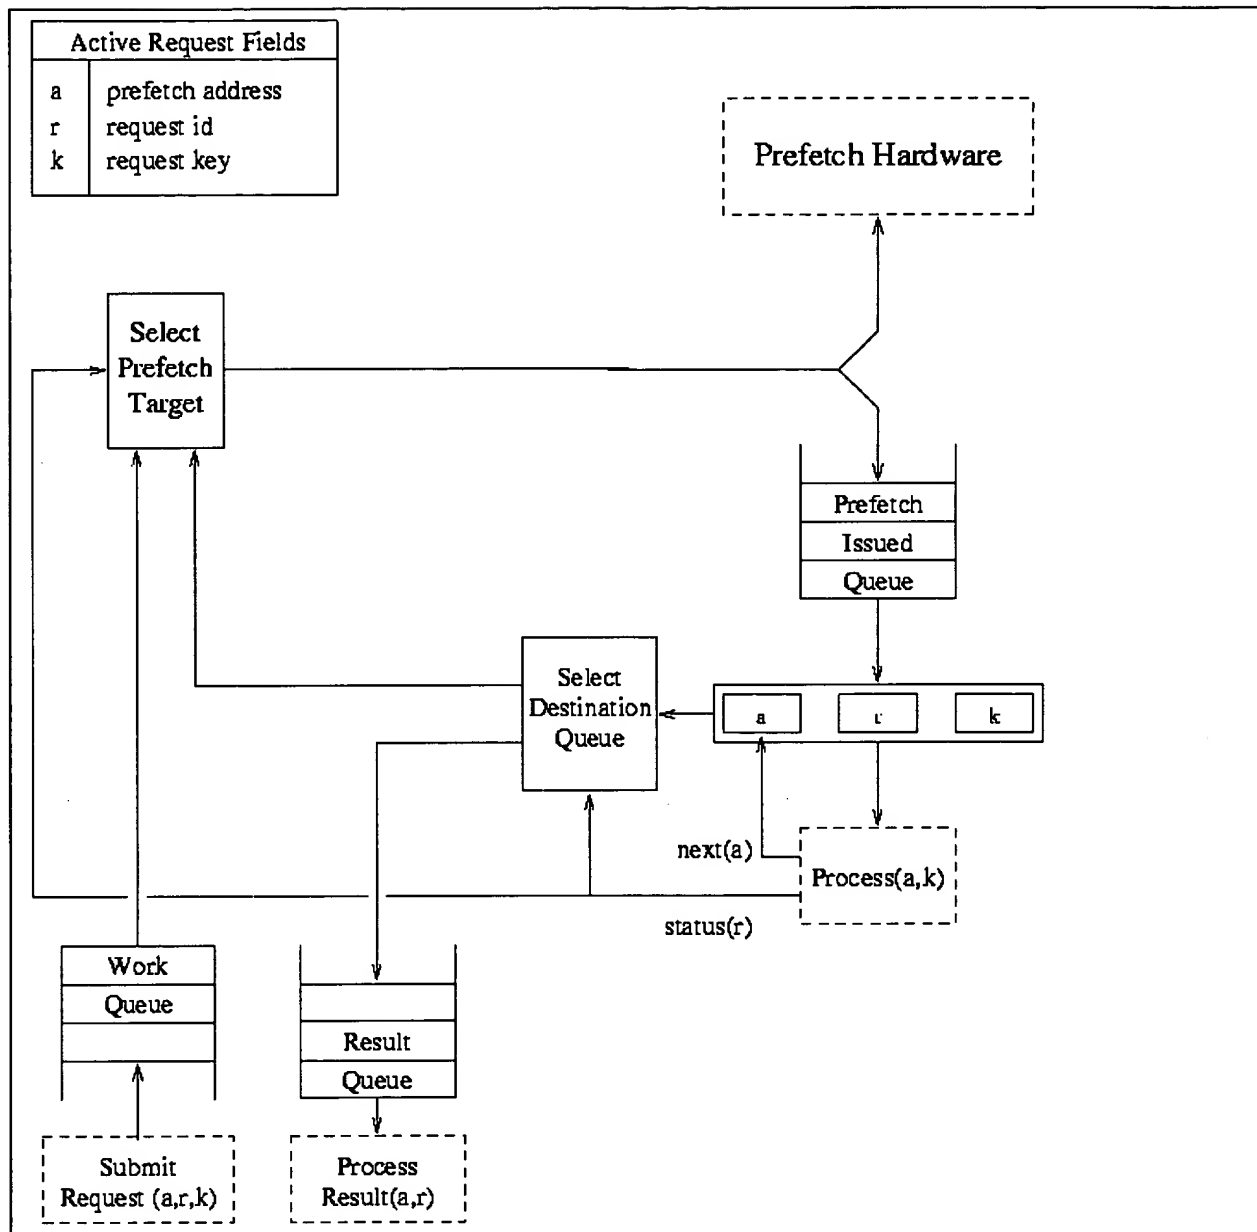 Active Request Fields
a prefetch address
r request id
k request key
Prefetch Hardware
Select
Prefetch
Target
Prefetch
Issued
Queue
Select
Destination
Queue
a r k
next(a)
Process(a,k)
status(r)
Work
Queue
Result
Queue
Submit
Request (a,r,k)
Process
Result(a,r)